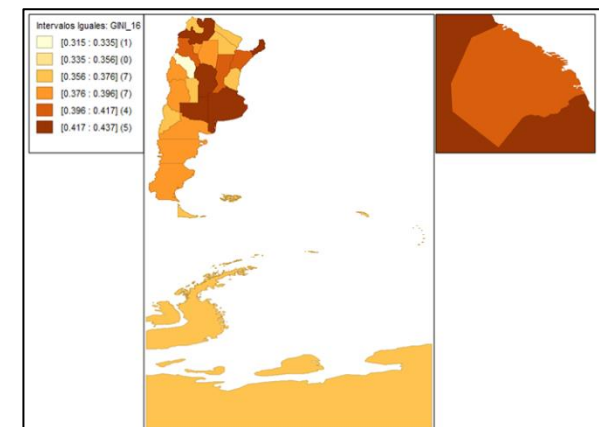 Intervalos Iguales: GINI_16
[0.315 : 0.335] (1)
[0.335 : 0.356] (0)
[0.356 : 0.376] (7)
[0.376 : 0.396] (7)
[0.396 : 0.417] (4)
[0.417 : 0.437] (5)